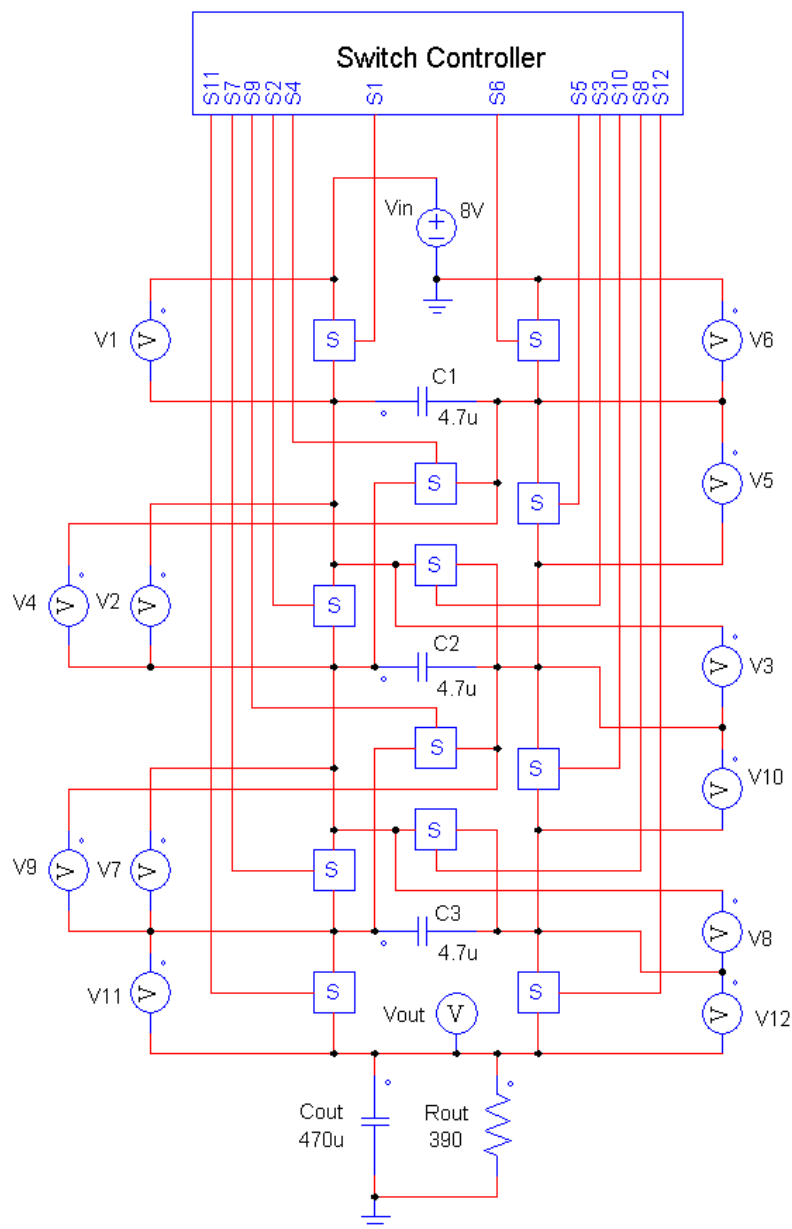 Switch Controller
S11 S7 S9 S2 S4 S1 S6 S5 S3 S10 S8 S12
Vin 8V
+
−
V1 S S V6
C1
4.7u
S S V5
S
V4 V V2 V S
C2
4.7u
V3
S S V10
S
V9 V V7 V S
C3
4.7u
V8
V11 S S
Vout V V12
Cout
470u
Rout
390